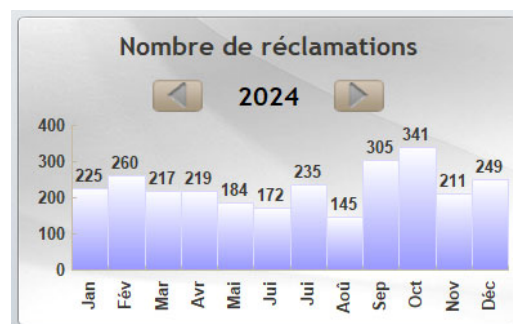 Nombre de réclamations
2024
400
300
200
100
0
225 260 217 219 184 172 235 145 305 341 211 249
Jan Fév Mar Avr Mai Jui Jui Aoû Sep Oct Nov Déc